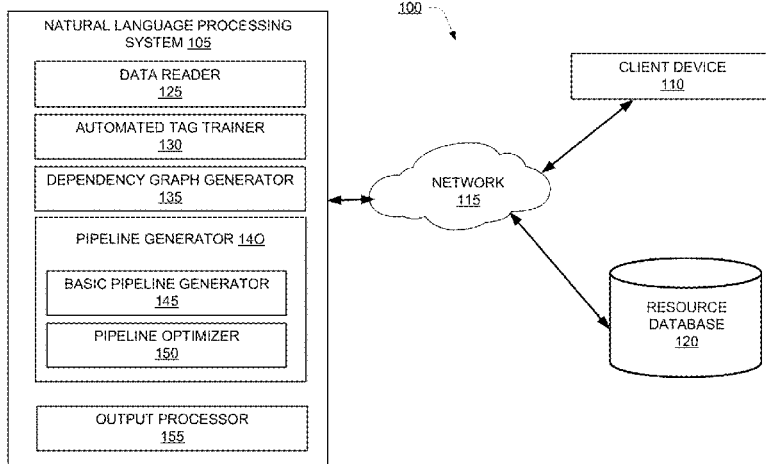 100
NATURAL LANGUAGE PROCESSING
SYSTEM 105
DATA READER
125
AUTOMATED TAG TRAINER
130
DEPENDENCY GRAPH GENERATOR
135
PIPELINE GENERATOR 140
BASIC PIPELINE GENERATOR
145
PIPELINE OPTIMIZER
150
OUTPUT PROCESSOR
155
NETWORK
115
CLIENT DEVICE
110
RESOURCE
DATABASE
120